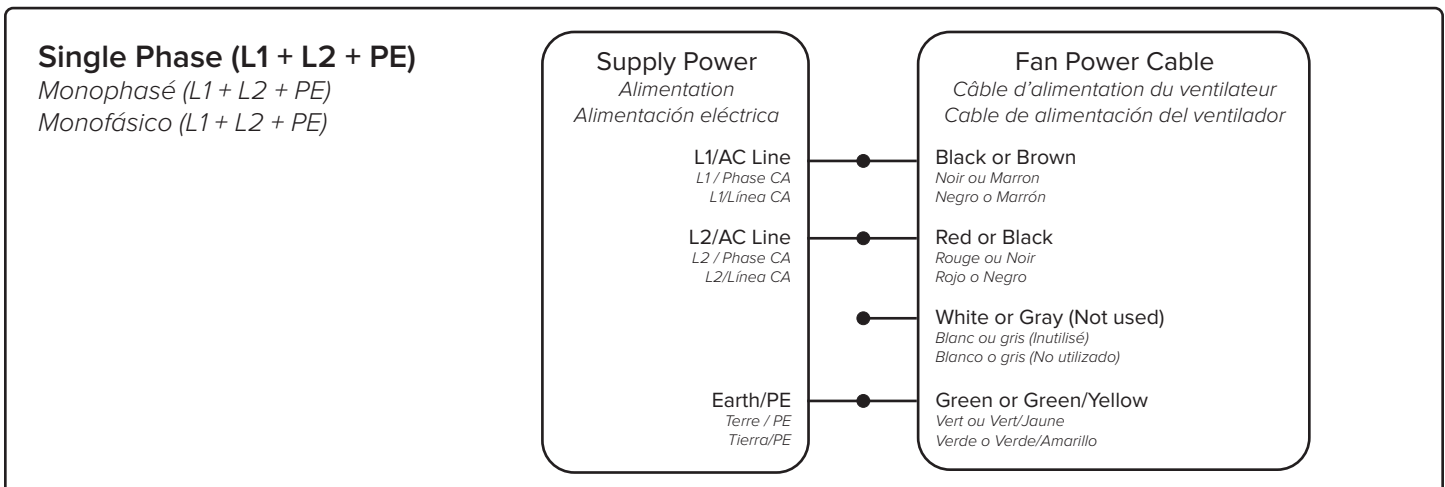 Single Phase (L1 + L2 + PE)
Monophasé (L1 + L2 + PE)
Monofásico (L1 + L2 + PE)
Supply Power
Alimentation
Alimentación eléctrica
L1/AC Line
L1 / Phase CA
L1/Línea CA
L2/AC Line
L2 / Phase CA
L2/Línea CA
Earth/PE
Terre / PE
Tierra/PE
Fan Power Cable
Câble d’alimentation du ventilateur
Cable de alimentación del ventilador
Black or Brown
Noir ou Marron
Negro o Marrón
Red or Black
Rouge ou Noir
Rojo o Negro
White or Gray (Not used)
Blanc ou gris (Inutilisé)
Blanco o gris (No utilizado)
Green or Green/Yellow
Vert ou Vert/Jaune
Verde o Verde/Amarillo